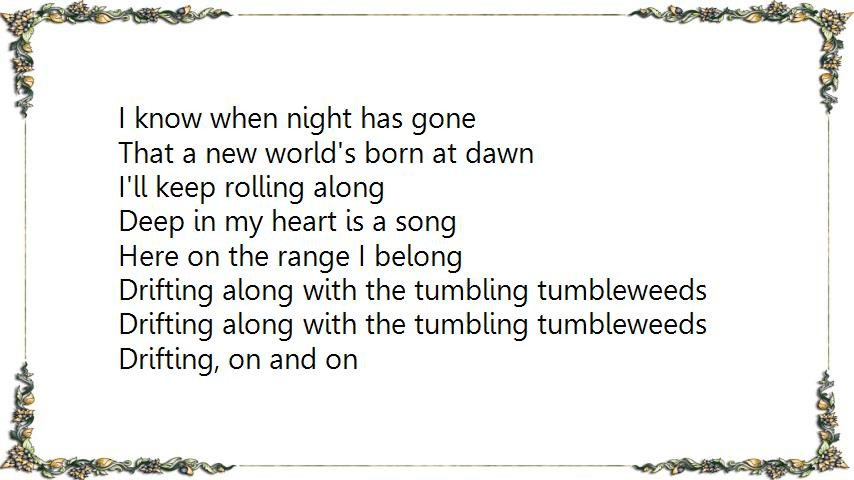 I know when night has gone
That a new world's born at dawn
I'll keep rolling along
Deep in my heart is a song
Here on the range I belong
Drifting along with the tumbling tumbleweeds
Drifting along with the tumbling tumbleweeds
Drifting, on and on